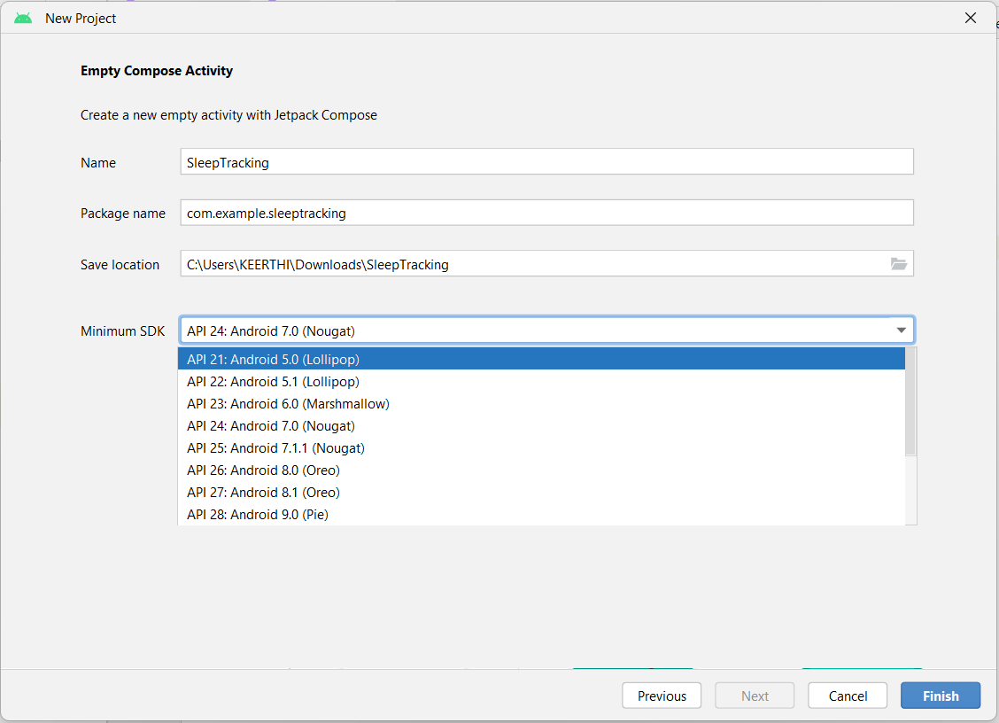 New Project
Empty Compose Activity
Create a new empty activity with Jetpack Compose
Name SleepTracking
Package name com.example.sleeptracking
Save location C:\Users\KEERTHI\Downloads\SleepTracking
Minimum SDK API 24: Android 7.0 (Nougat)
API 21: Android 5.0 (Lollipop)
API 22: Android 5.1 (Lollipop)
API 23: Android 6.0 (Marshmallow)
API 24: Android 7.0 (Nougat)
API 25: Android 7.1.1 (Nougat)
API 26: Android 8.0 (Oreo)
API 27: Android 8.1 (Oreo)
API 28: Android 9.0 (Pie)
Previous Next Cancel Finish